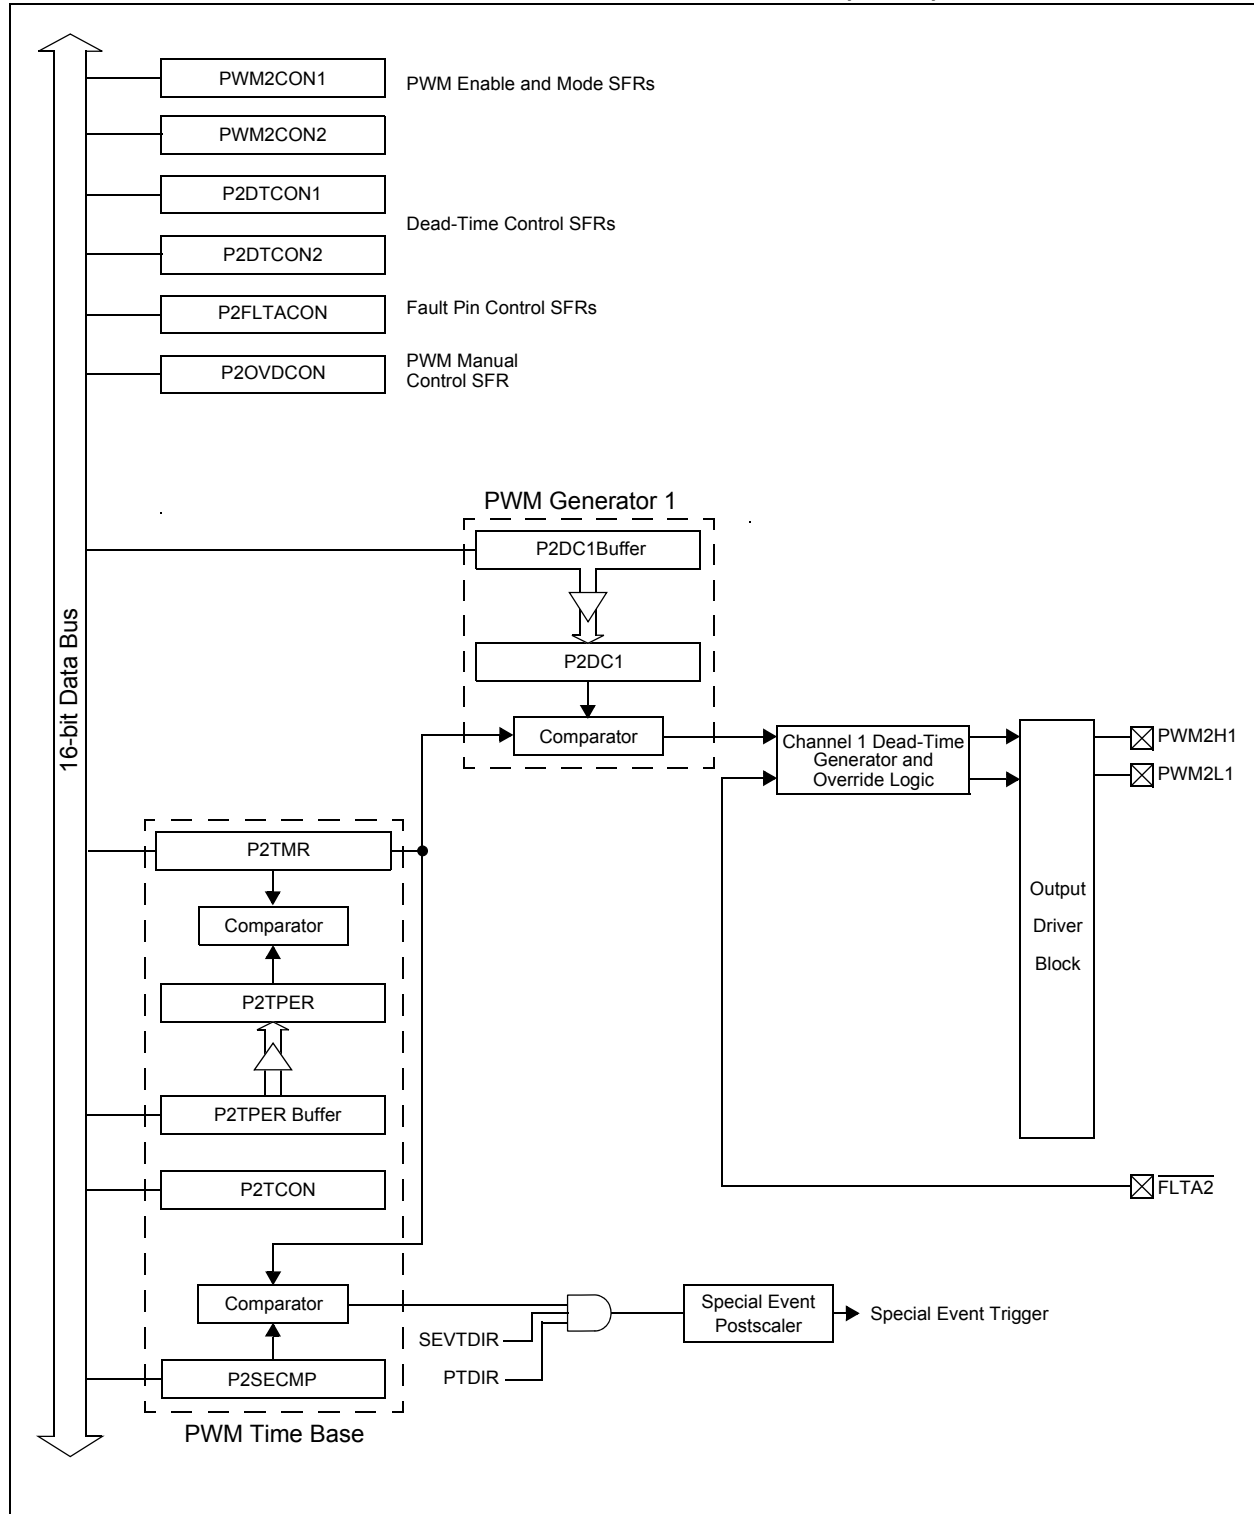 PWM2CON1
PWM Enable and Mode SFRs
PWM2CON2
P2DTCON1
Dead-Time Control SFRs
P2DTCON2
P2FLTACON
Fault Pin Control SFRs
P2OVDCON
PWM Manual
Control SFR
16-bit Data Bus
PWM Generator 1
P2DC1Buffer
P2DC1
Comparator
Channel 1 Dead-Time
Generator and
Override Logic
PWM2H1
PWM2L1
Output
Driver
Block
P2TMR
Comparator
P2TPER
P2TPER Buffer
P2TCON
FLTA2
Comparator
SEVTDIR
PTDIR
Special Event
Postscaler
Special Event Trigger
P2SECMP
PWM Time Base